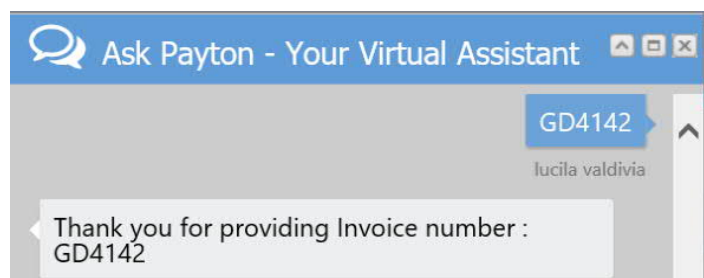 Ask Payton - Your Virtual Assistant
GD4142
lucila valdivia
Thank you for providing Invoice number :
GD4142